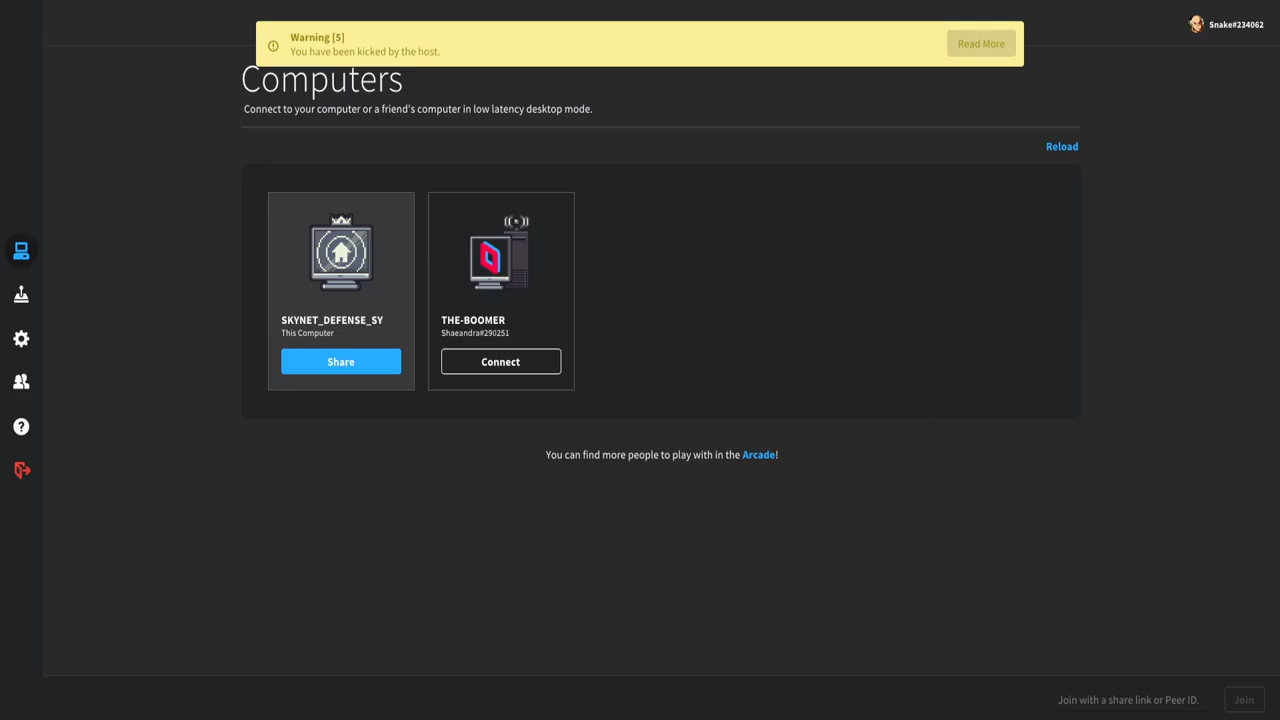 Snake#234062
Warning [5]
You have been kicked by the host.
Read More
Computers
Connect to your computer or a friend's computer in low latency desktop mode.
Reload
SKYNET_DEFENSE_SY
This Computer
Share
THE-BOOMER
Shaeandra#290251
Connect
You can find more people to play with in the Arcade!
Join with a share link or Peer ID.
Join